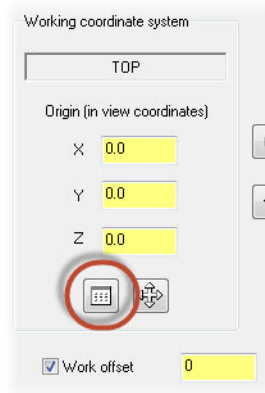 Working coordinate system
TOP
Origin (in view coordinates)
X 0.0
Y 0.0
Z 0.0
Work offset 0